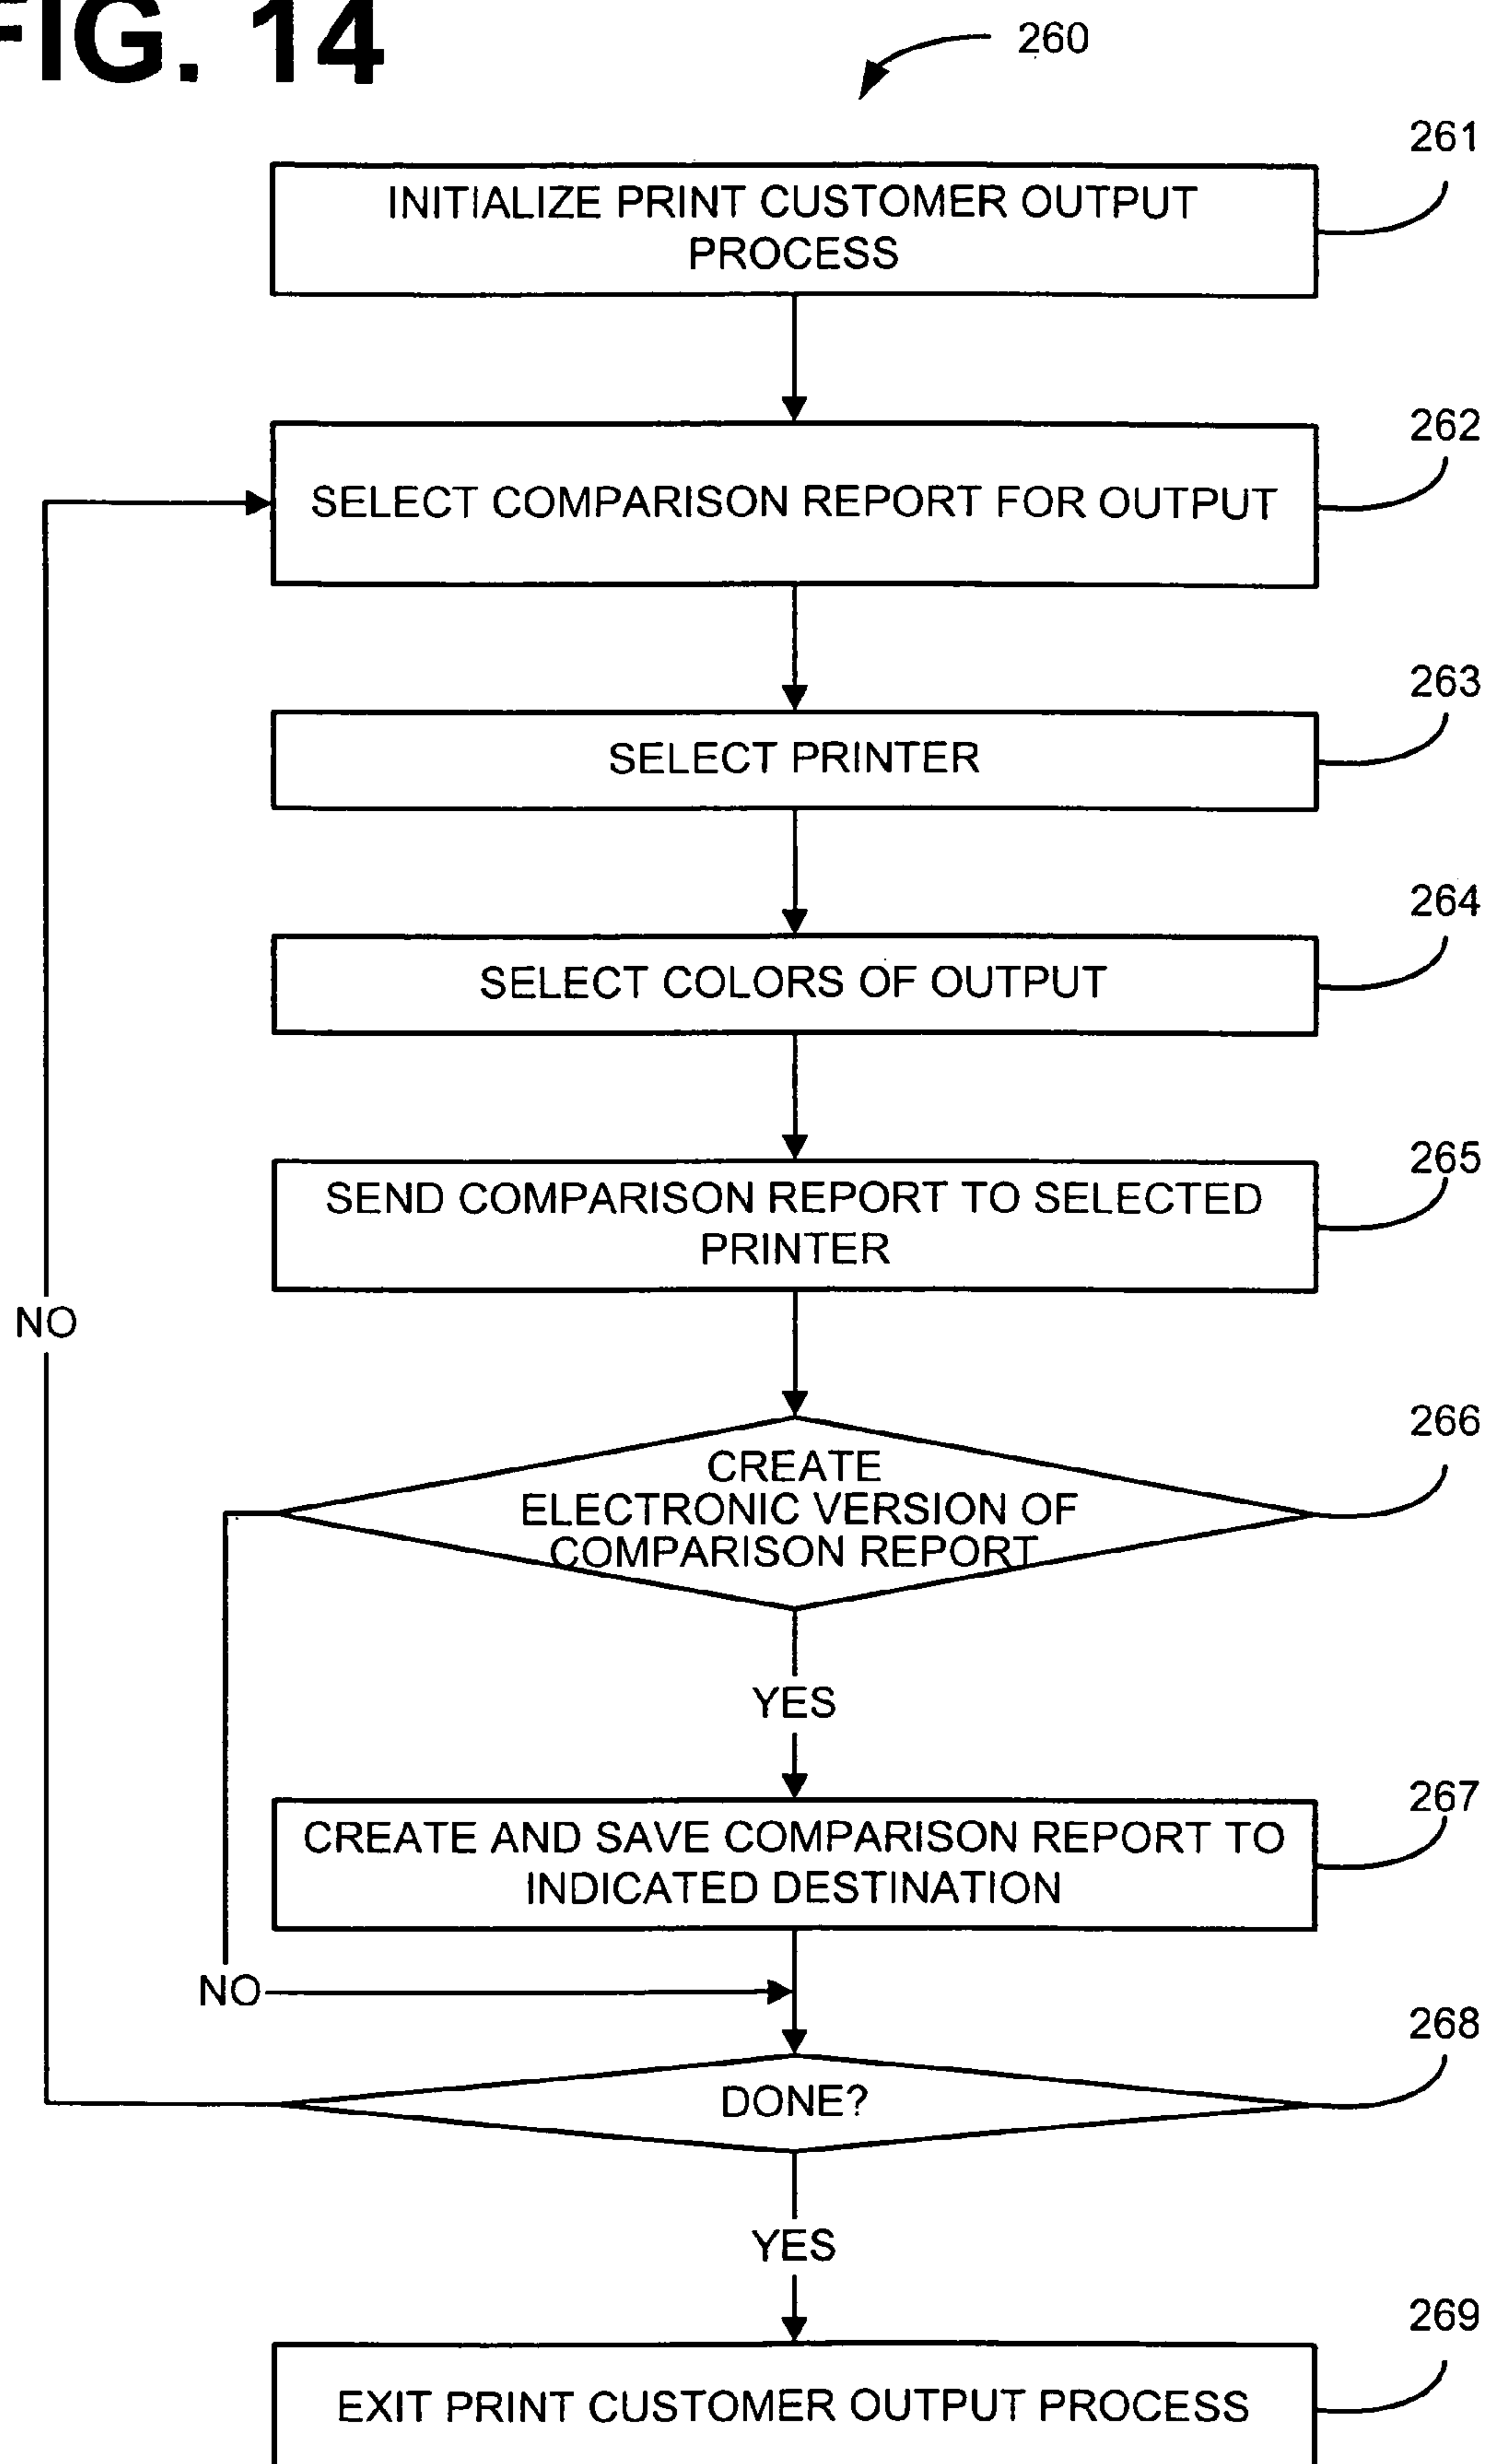 FIG. 14
260
261
INITIALIZE PRINT CUSTOMER OUTPUT
PROCESS
262
SELECT COMPARISON REPORT FOR OUTPUT
263
SELECT PRINTER
264
SELECT COLORS OF OUTPUT
265
SEND COMPARISON REPORT TO SELECTED
PRINTER
NO
266
CREATE
ELECTRONIC VERSION OF
COMPARISON REPORT
YES
267
CREATE AND SAVE COMPARISON REPORT TO
INDICATED DESTINATION
NO
268
DONE?
YES
269
EXIT PRINT CUSTOMER OUTPUT PROCESS